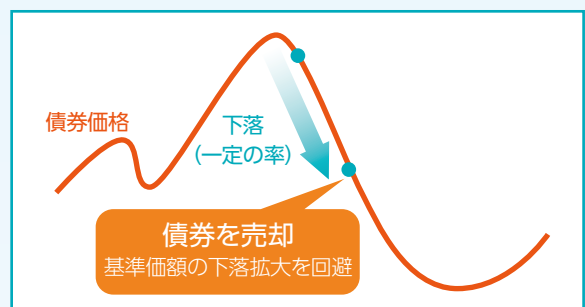 債券価格
下落
(一定の率)
債券を売却
基準価額の下落拡大を回避